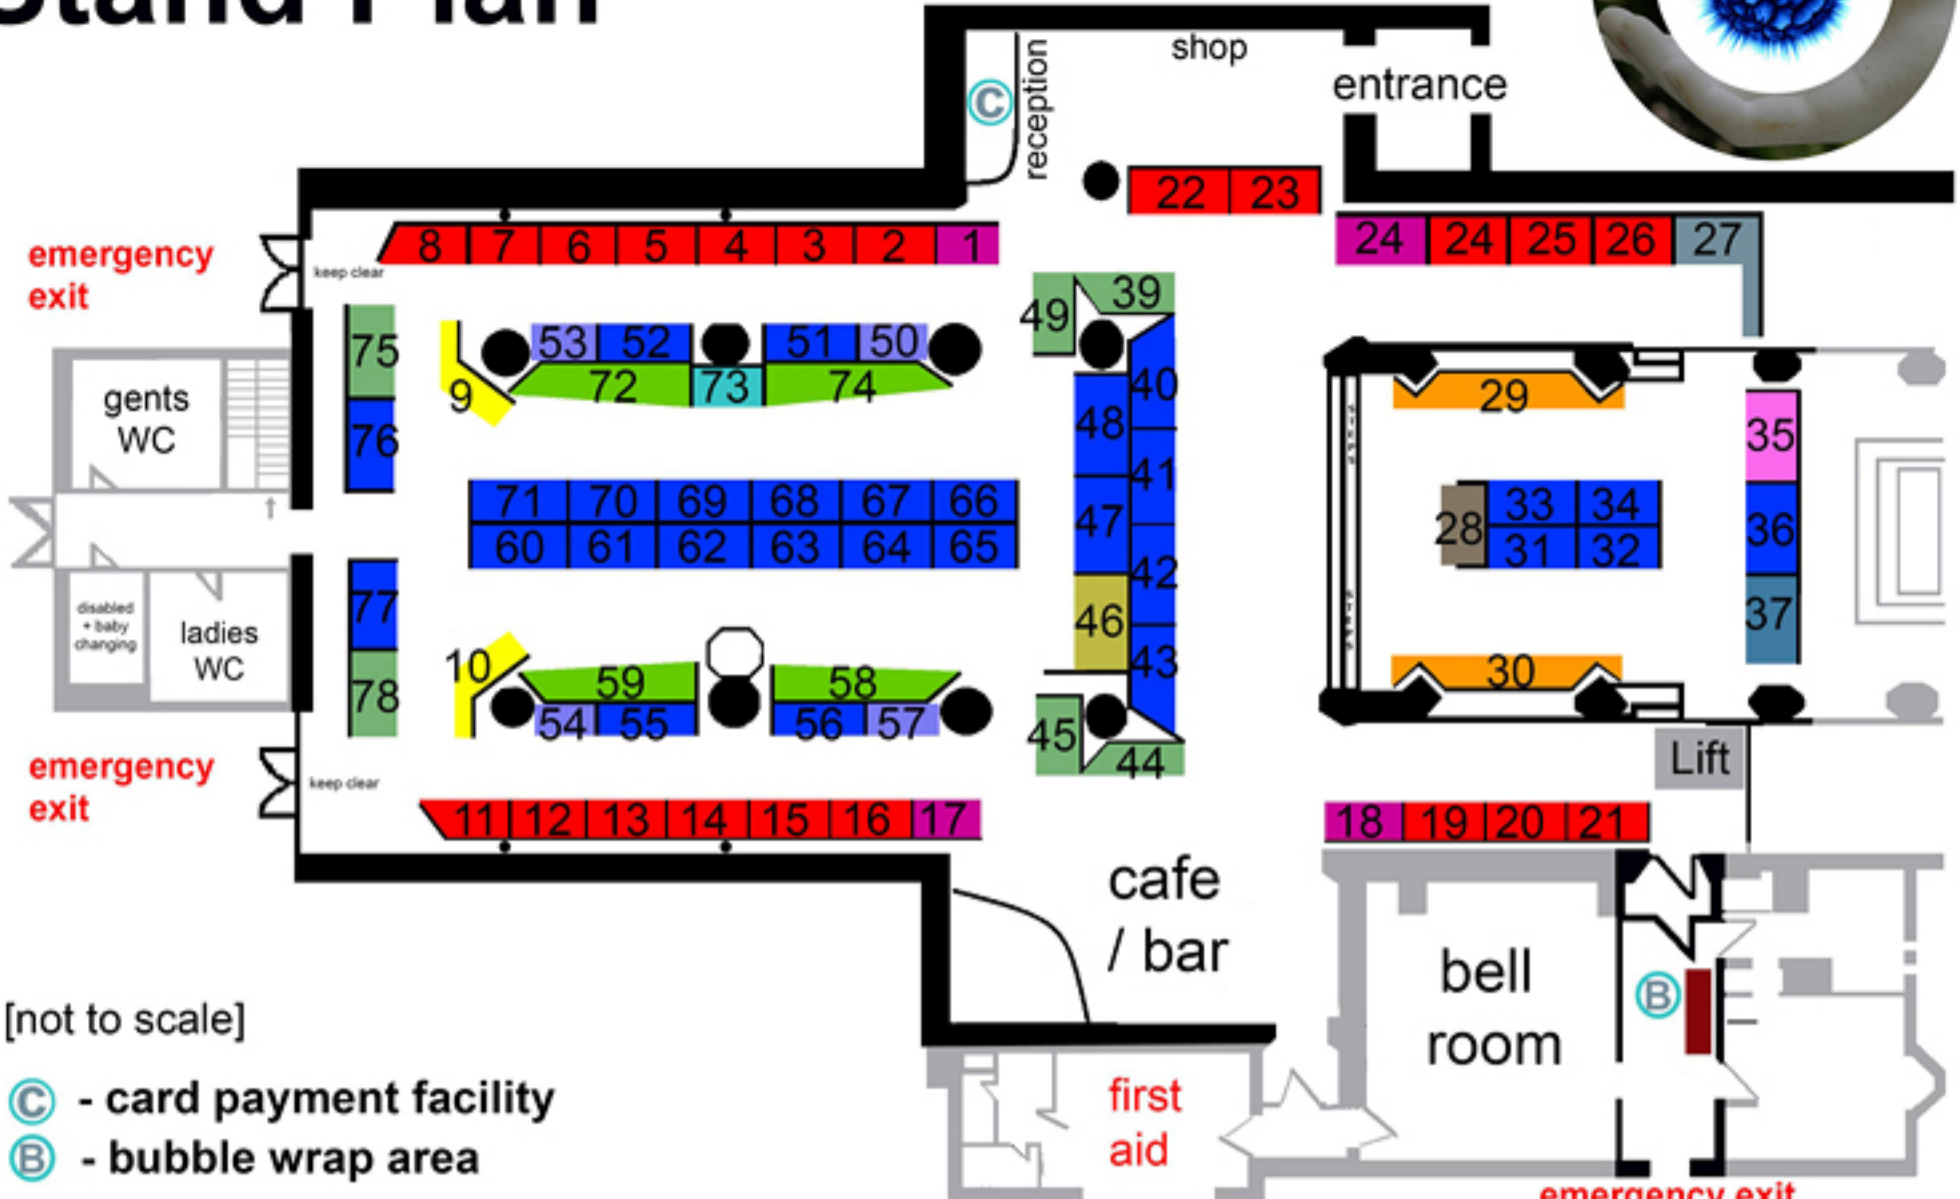 Stand Plan
shop
entrance
reception
C
22 23
emergency
exit
keep clear
8 7 6 5 4 3 2 1
24 24 25 26 27
49 39
75
53 52 51 50
9
72 73 74
gents
WC
76
40
48
29
35
41
71 70 69 68 67 66
60 61 62 63 64 65
47
28
33 34
31 32
36
42
77
disabled
+ baby
changing
ladies
WC
46
37
10
43
78
59 58
54 55 56 57
30
45
44
Lift
emergency
exit
keep clear
11 12 13 14 15 16 17
18 19 20 21
cafe
/ bar
bell
room
B
[not to scale]
C - card payment facility
B - bubble wrap area
first
aid
emergency exit